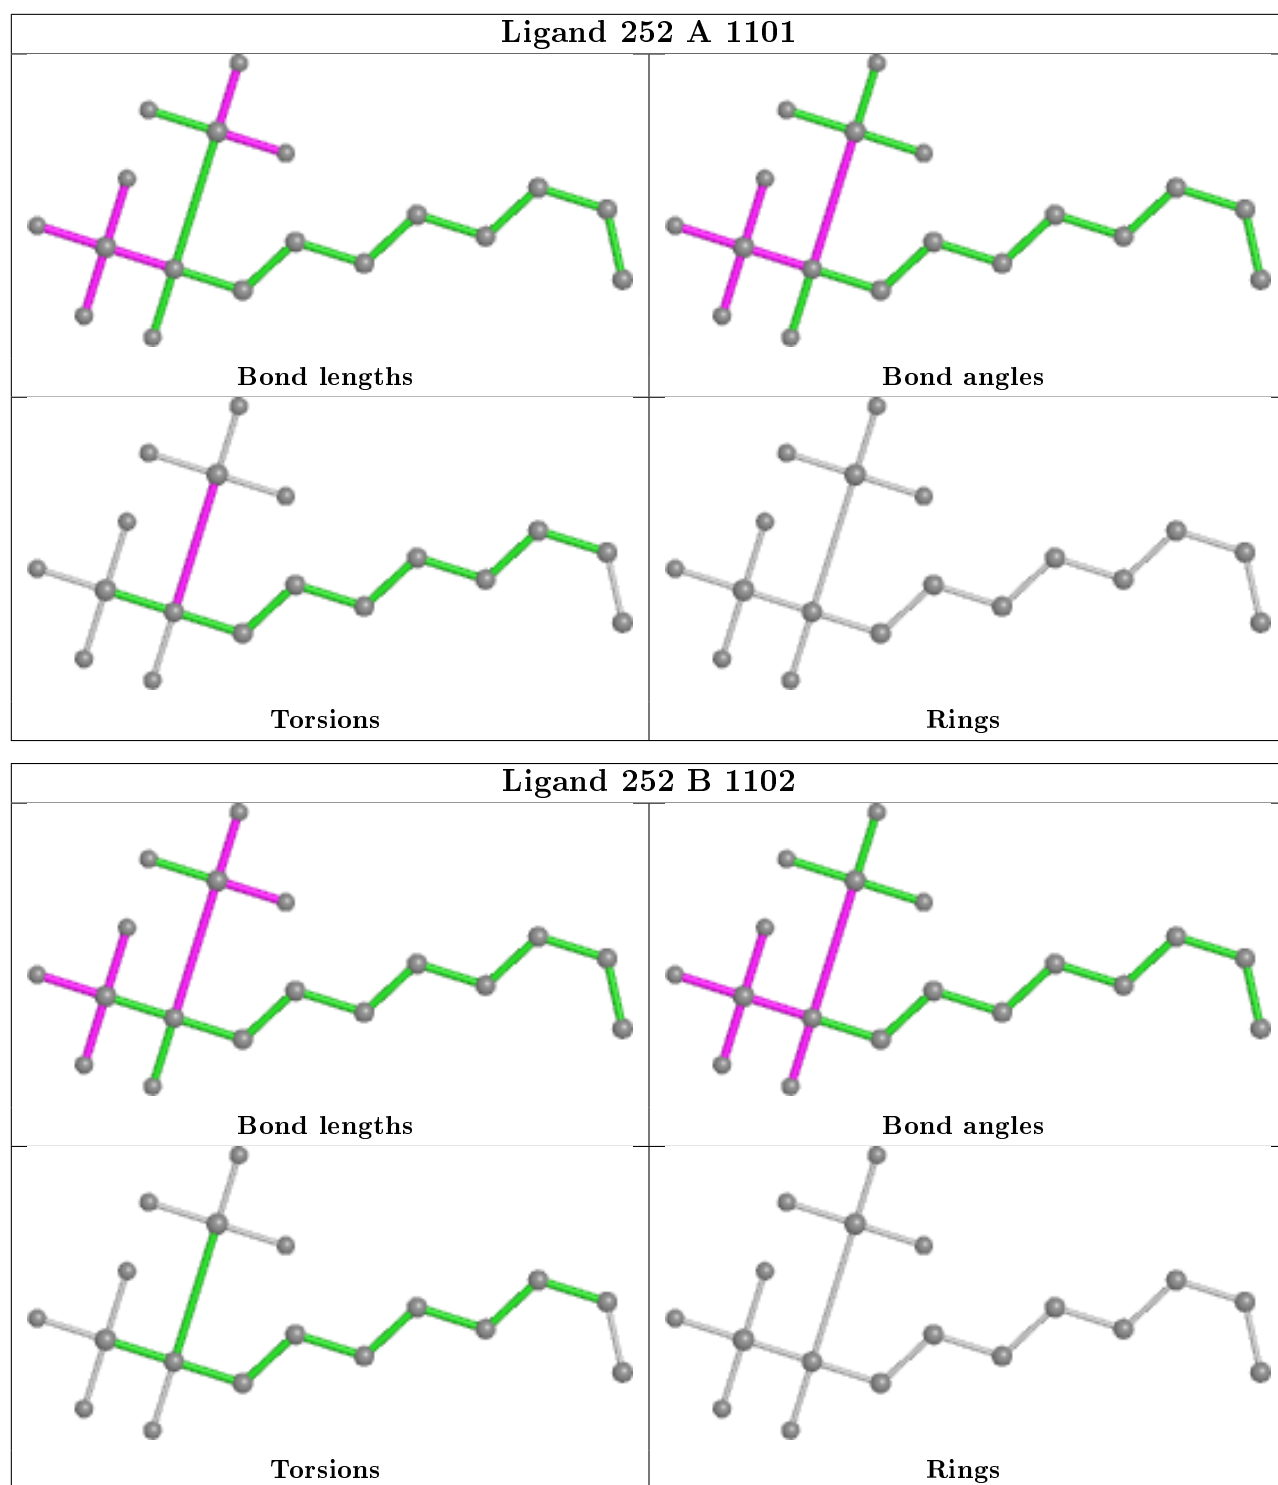 Ligand 252 A 1101
Bond lengths
Bond angles
Torsions
Rings
Ligand 252 B 1102
Bond lengths
Bond angles
Torsions
Rings